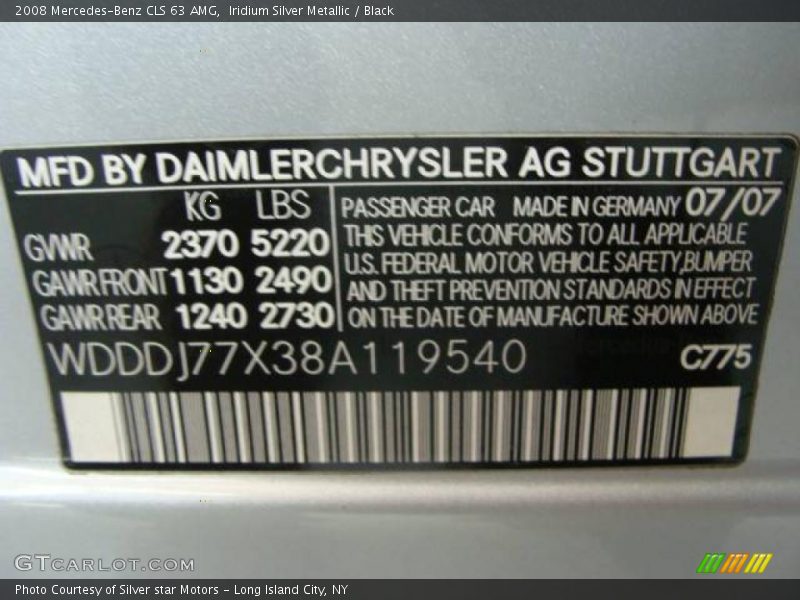 2008 Mercedes-Benz CLS 63 AMG,  Iridium Silver Metallic / Black
MFD BY DAIMLERCHRYSLER AG STUTTGART
KG LBS
GVWR 2370 5220
GAWR FRONT 1130 2490
GAWR REAR 1240 2730
PASSENGER CAR MADE IN GERMANY 07/07
THIS VEHICLE CONFORMS TO ALL APPLICABLE
U.S. FEDERAL MOTOR VEHICLE SAFETY,BUMPER
AND THEFT PREVENTION STANDARDS IN EFFECT
ON THE DATE OF MANUFACTURE SHOWN ABOVE
WDDDJ77X38A119540 C775
GTCARLOT.COM
Photo Courtesy of Silver star Motors - Long Island City, NY